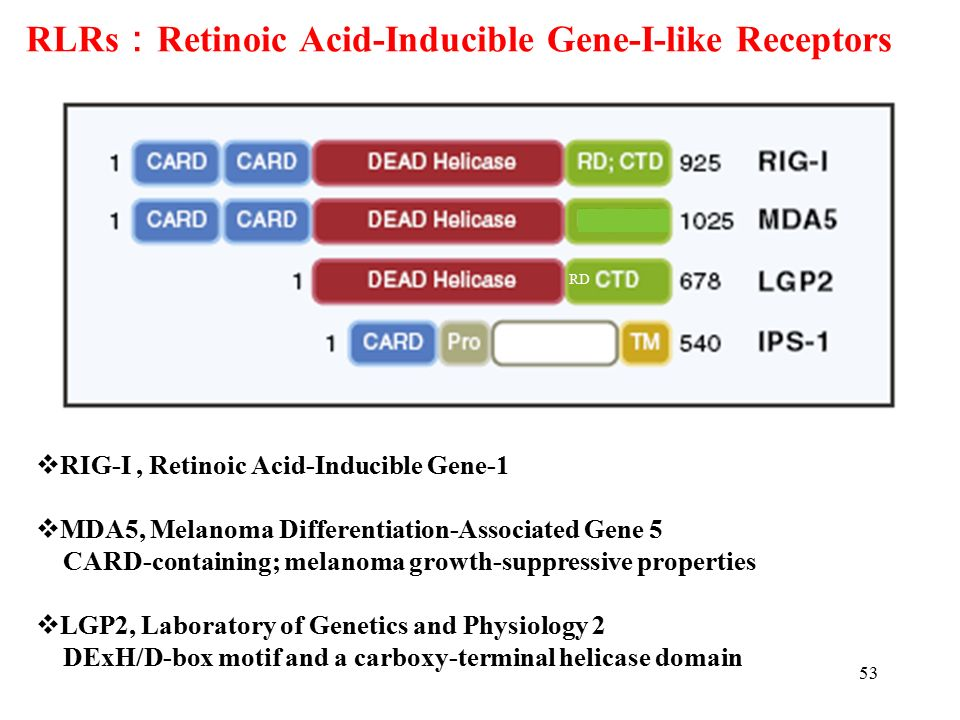 RLRs：Retinoic Acid-Inducible Gene-I-like Receptors
1 CARD CARD DEAD Helicase RD; CTD 925 RIG-I
1 CARD CARD DEAD Helicase 1025 MDA5
1 DEAD Helicase RD CTD 678 LGP2
1 CARD Pro TM 540 IPS-1
❖RIG-I , Retinoic Acid-Inducible Gene-1
❖MDA5, Melanoma Differentiation-Associated Gene 5
CARD-containing; melanoma growth-suppressive properties
❖LGP2, Laboratory of Genetics and Physiology 2
DExH/D-box motif and a carboxy-terminal helicase domain
53